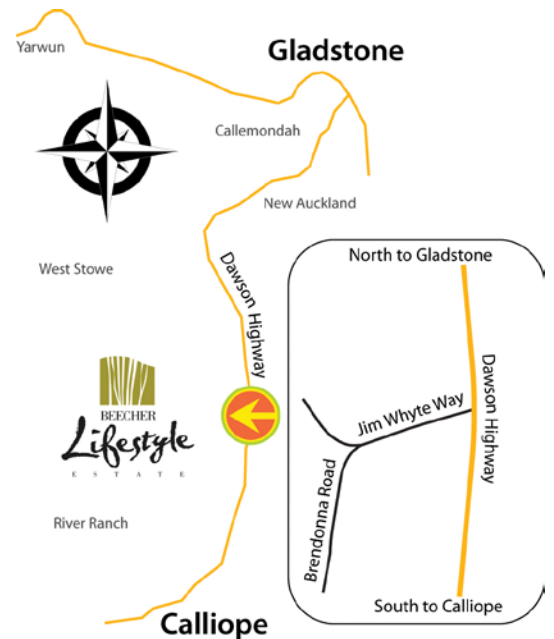 Gladstone
Yarwun
Callemondah
New Auckland
West Stowe
Dawson Highway
BEECHER
Lifestyle
ESTATE
River Ranch
Calliope
North to Gladstone
Dawson Highway
Jim Whyte Way
Brendonna Road
South to Calliope